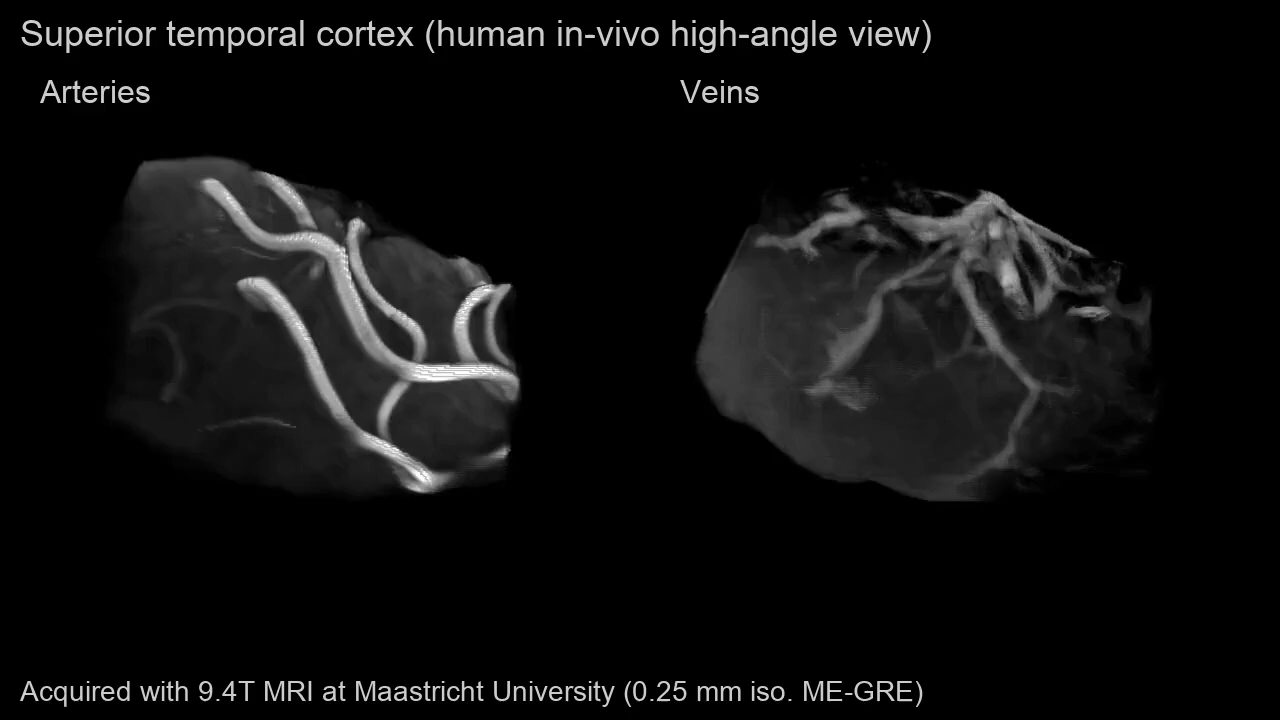 Superior temporal cortex (human in-vivo high-angle view)
Arteries
Veins
Acquired with 9.4T MRI at Maastricht University (0.25 mm iso. ME-GRE)